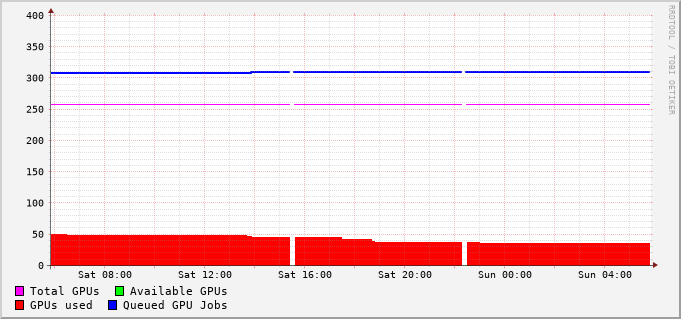 400
350
300
250
200
150
100
50
0
Sat 08:00 Sat 12:00 Sat 16:00 Sat 20:00 Sun 00:00 Sun 04:00
Total GPUs Available GPUs
GPUs used Queued GPU Jobs
RRDTOOL / TOBI OETIKER